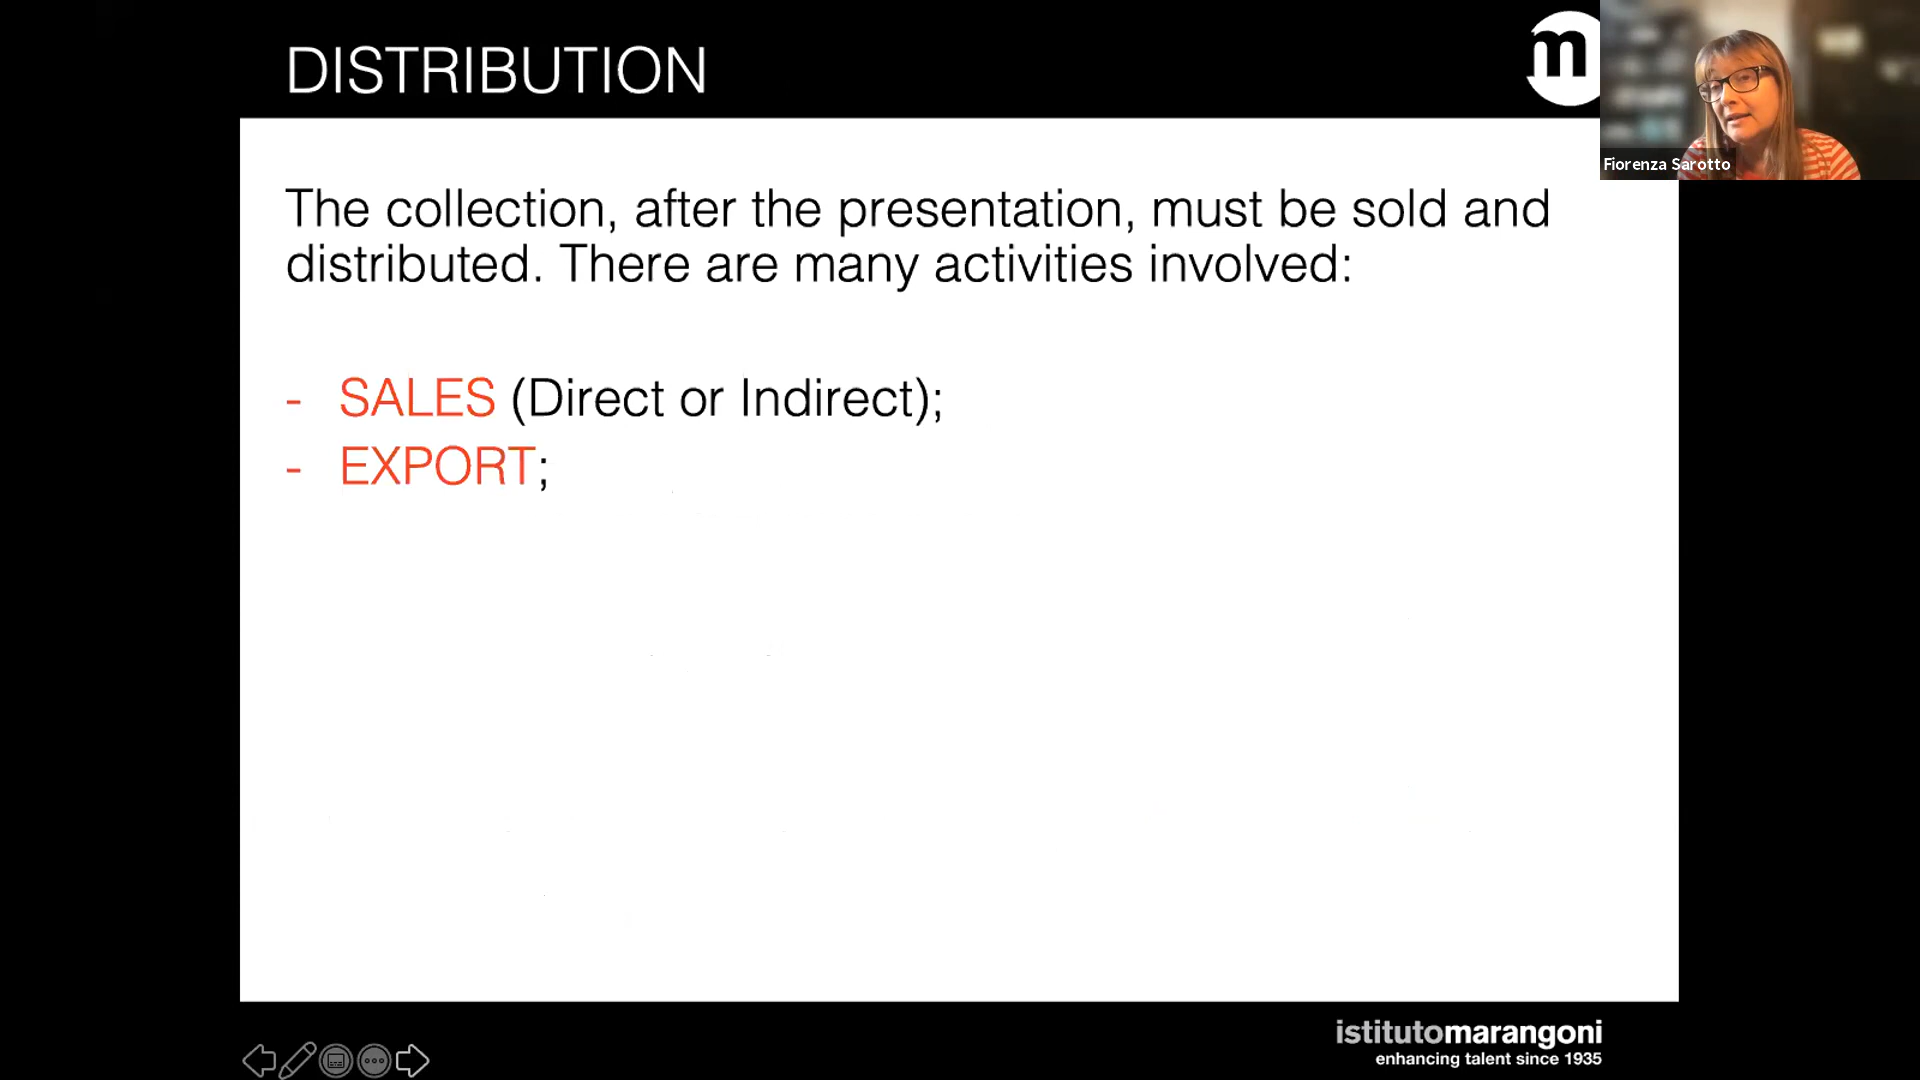 DISTRIBUTION
m
Fiorenza Sarotto
The collection, after the presentation, must be sold and
distributed. There are many activities involved:
- SALES (Direct or Indirect);
- EXPORT;
istitutomarangoni
enhancing talent since 1935